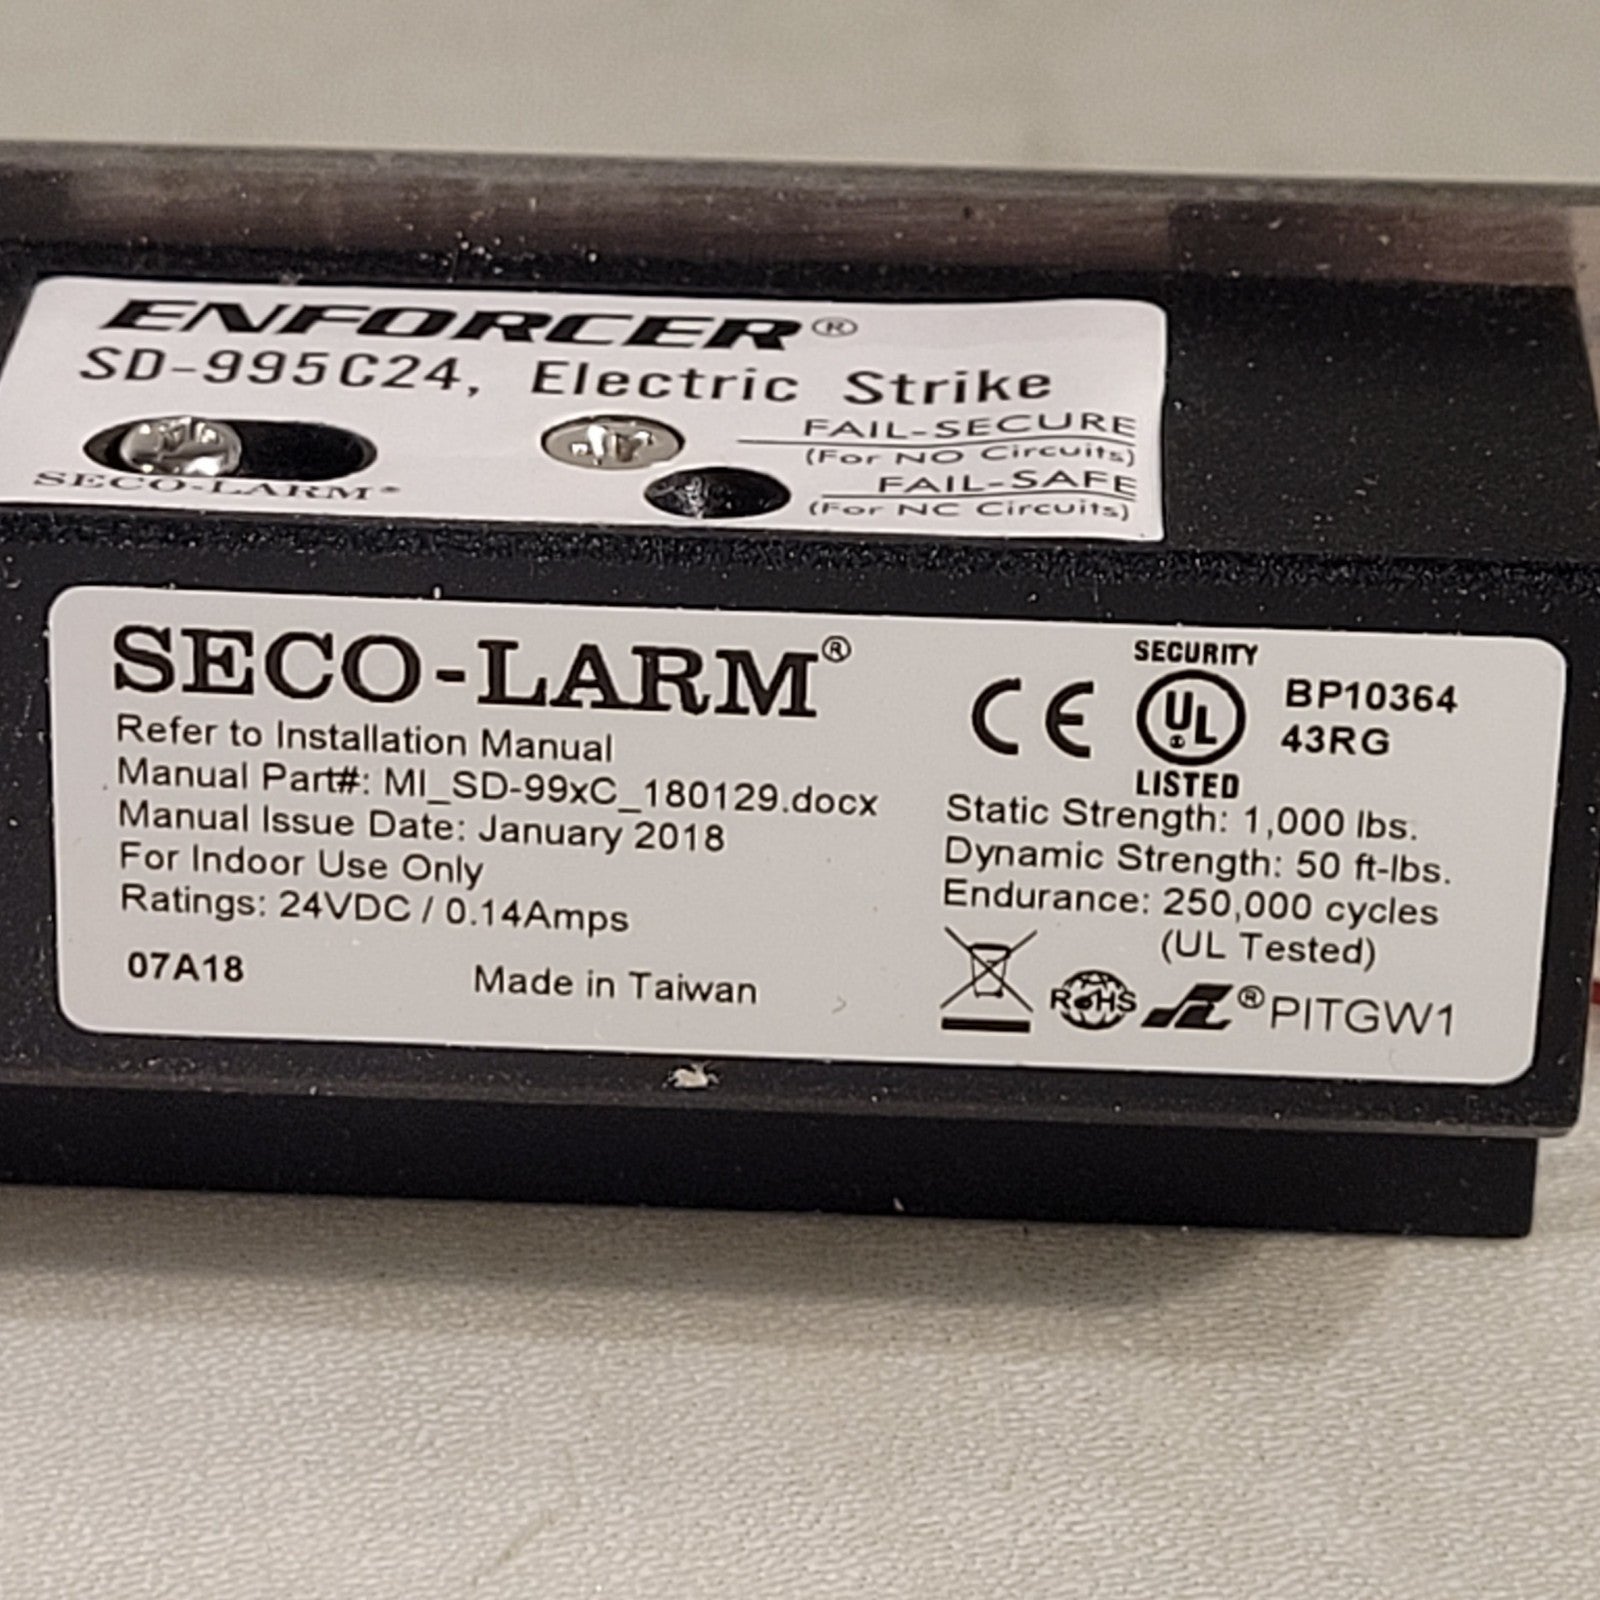 ENFORCER®
SD-995C24, Electric Strike
FAIL-SECURE
(For NO Circuits)
FAIL-SAFE
(For NC Circuits)
SECO-LARM®
SECO-LARM®
Refer to Installation Manual
Manual Part#: MI_SD-99xC_180129.docx
Manual Issue Date: January 2018
For Indoor Use Only
Ratings: 24VDC / 0.14Amps
07A18 Made in Taiwan
CE
SECURITY
UL
LISTED
BP10364
43RG
Static Strength: 1,000 lbs.
Dynamic Strength: 50 ft-lbs.
Endurance: 250,000 cycles
(UL Tested)
RoHS
®PITGW1